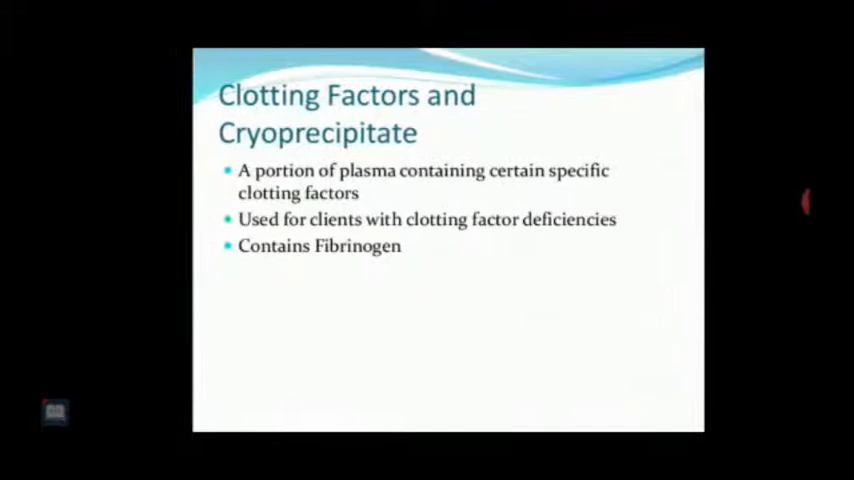 Clotting Factors and
Cryoprecipitate
A portion of plasma containing certain specific
clotting factors
Used for clients with clotting factor deficiencies
Contains Fibrinogen